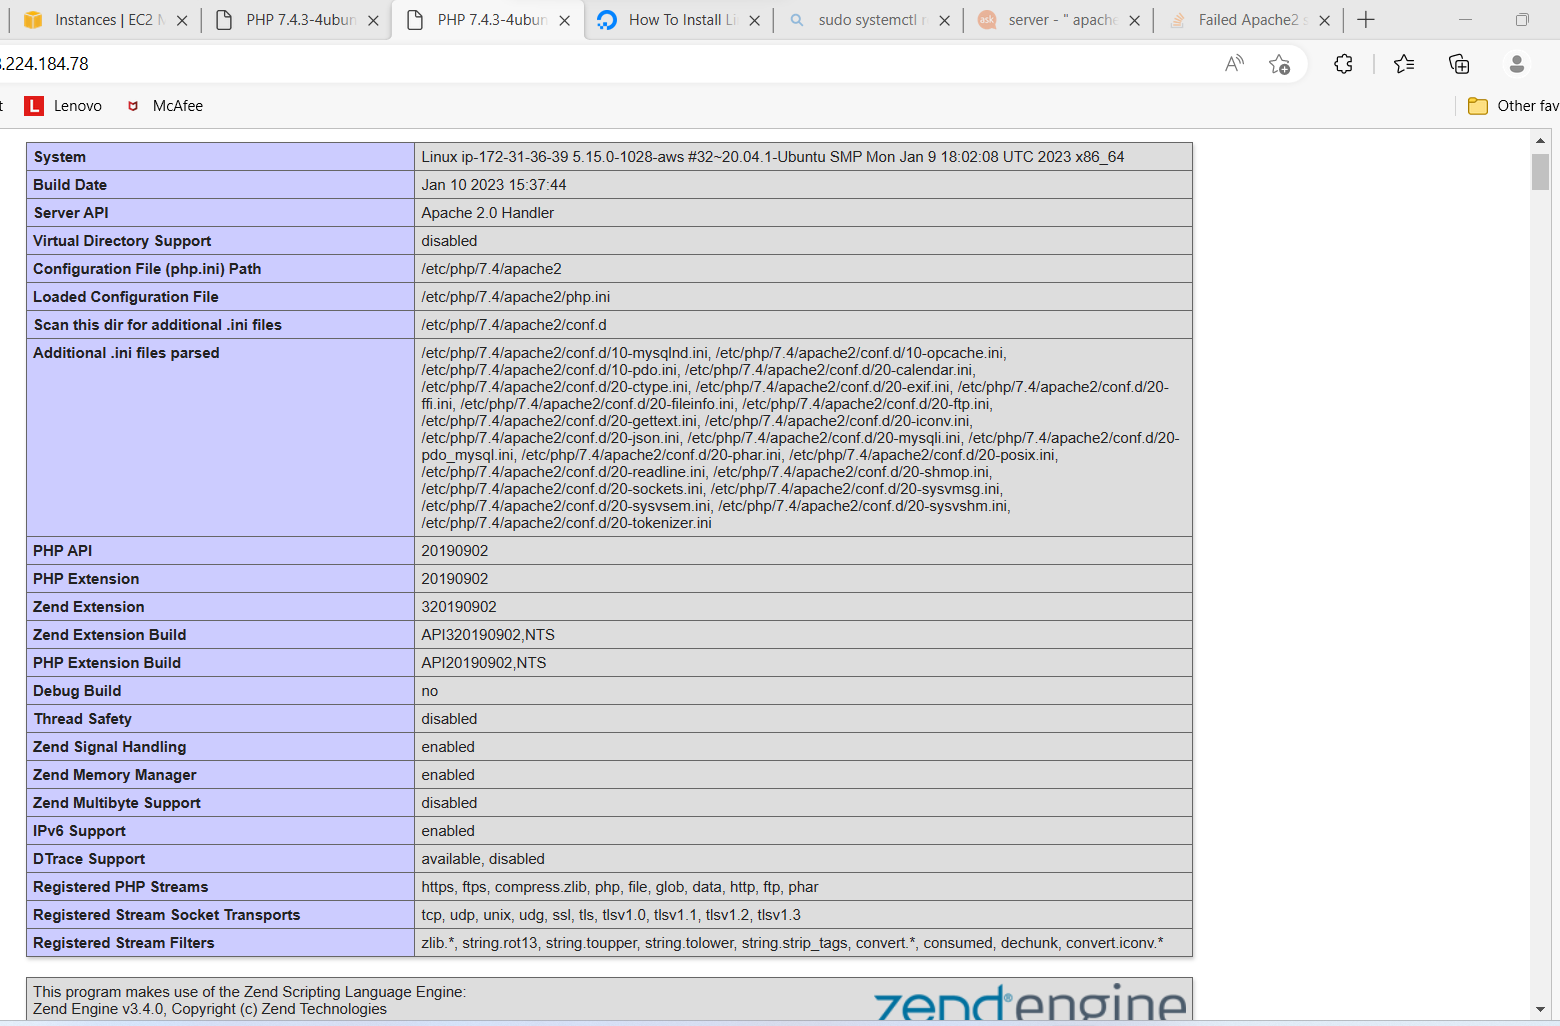 Instances | EC2 M
PHP 7.4.3-4ubun
PHP 7.4.3-4ubun
How To Install Li
sudo systemctl r
ask
server - " apache
Failed Apache2 s
.224.184.78
t
L Lenovo
McAfee
Other fav
System Linux ip-172-31-36-39 5.15.0-1028-aws #32~20.04.1-Ubuntu SMP Mon Jan 9 18:02:08 UTC 2023 x86_64
Build Date Jan 10 2023 15:37:44
Server API Apache 2.0 Handler
Virtual Directory Support disabled
Configuration File (php.ini) Path /etc/php/7.4/apache2
Loaded Configuration File /etc/php/7.4/apache2/php.ini
Scan this dir for additional .ini files /etc/php/7.4/apache2/conf.d
Additional .ini files parsed /etc/php/7.4/apache2/conf.d/10-mysqlnd.ini, /etc/php/7.4/apache2/conf.d/10-opcache.ini,
/etc/php/7.4/apache2/conf.d/10-pdo.ini, /etc/php/7.4/apache2/conf.d/20-calendar.ini,
/etc/php/7.4/apache2/conf.d/20-ctype.ini, /etc/php/7.4/apache2/conf.d/20-exif.ini, /etc/php/7.4/apache2/conf.d/20-
ffi.ini, /etc/php/7.4/apache2/conf.d/20-fileinfo.ini, /etc/php/7.4/apache2/conf.d/20-ftp.ini,
/etc/php/7.4/apache2/conf.d/20-gettext.ini, /etc/php/7.4/apache2/conf.d/20-iconv.ini,
/etc/php/7.4/apache2/conf.d/20-json.ini, /etc/php/7.4/apache2/conf.d/20-mysqli.ini, /etc/php/7.4/apache2/conf.d/20-
pdo_mysql.ini, /etc/php/7.4/apache2/conf.d/20-phar.ini, /etc/php/7.4/apache2/conf.d/20-posix.ini,
/etc/php/7.4/apache2/conf.d/20-readline.ini, /etc/php/7.4/apache2/conf.d/20-shmop.ini,
/etc/php/7.4/apache2/conf.d/20-sockets.ini, /etc/php/7.4/apache2/conf.d/20-sysvmsg.ini,
/etc/php/7.4/apache2/conf.d/20-sysvsem.ini, /etc/php/7.4/apache2/conf.d/20-sysvshm.ini,
/etc/php/7.4/apache2/conf.d/20-tokenizer.ini
PHP API 20190902
PHP Extension 20190902
Zend Extension 320190902
Zend Extension Build API320190902,NTS
PHP Extension Build API20190902,NTS
Debug Build no
Thread Safety disabled
Zend Signal Handling enabled
Zend Memory Manager enabled
Zend Multibyte Support disabled
IPv6 Support enabled
DTrace Support available, disabled
Registered PHP Streams https, ftps, compress.zlib, php, file, glob, data, http, ftp, phar
Registered Stream Socket Transports tcp, udp, unix, udg, ssl, tls, tlsv1.0, tlsv1.1, tlsv1.2, tlsv1.3
Registered Stream Filters zlib.*, string.rot13, string.toupper, string.tolower, string.strip_tags, convert.*, consumed, dechunk, convert.iconv.*
This program makes use of the Zend Scripting Language Engine:
Zend Engine v3.4.0, Copyright (c) Zend Technologies
zend®engine